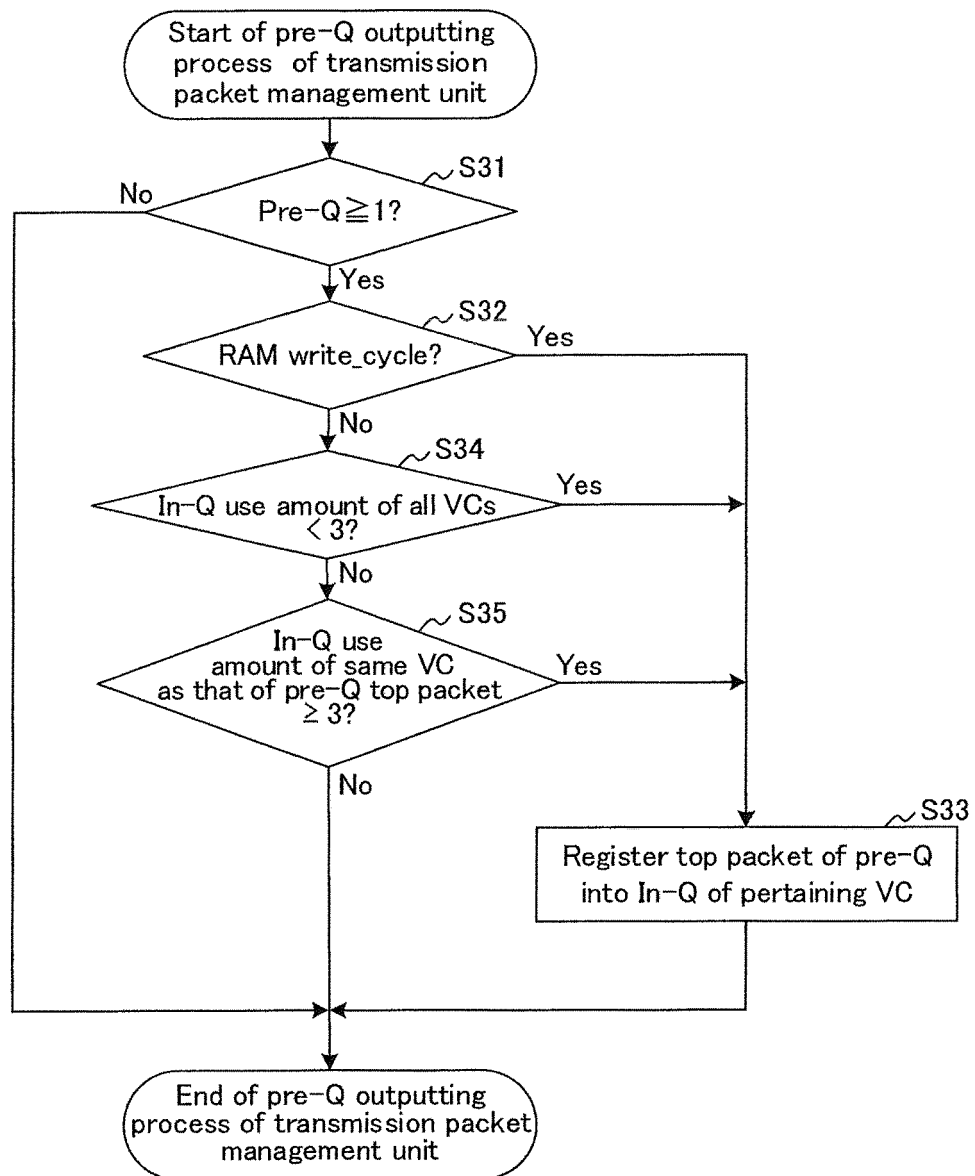 Start of pre-Q outputting
process of transmission
packet management unit
S31
No
Pre-Q≧1?
Yes
S32
Yes
RAM write_cycle?
No
S34
Yes
In-Q use amount of all VCs
< 3?
No
S35
In-Q use
amount of same VC
as that of pre-Q top packet
≥ 3?
Yes
No
S33
Register top packet of pre-Q
into In-Q of pertaining VC
End of pre-Q outputting
process of transmission packet
management unit